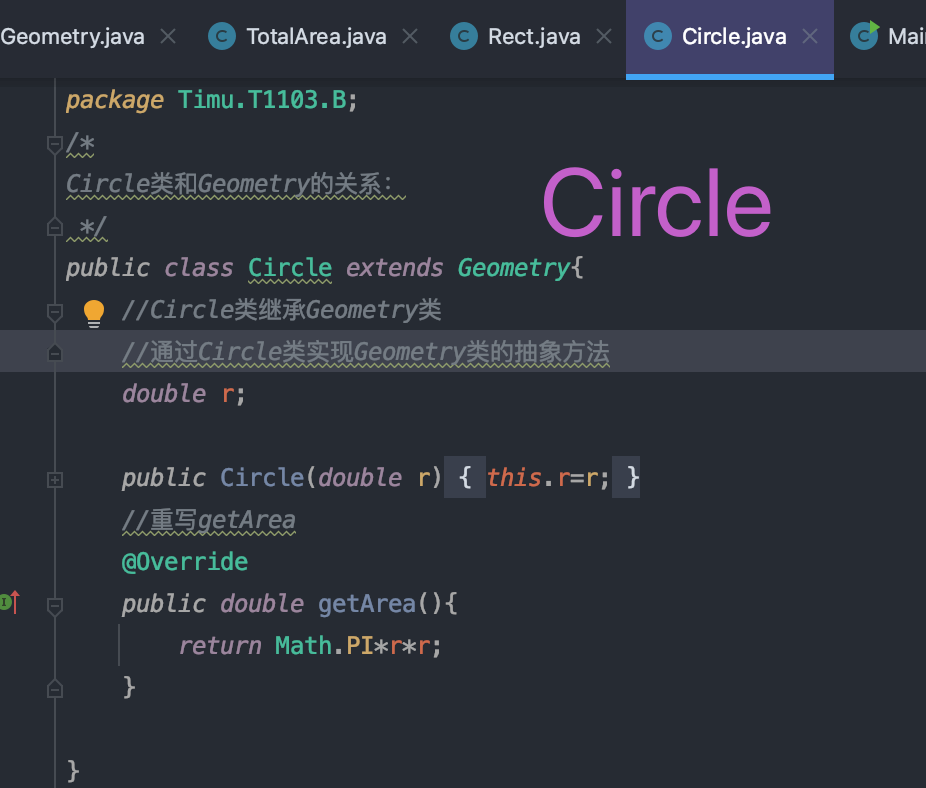 Geometry.java TotalArea.java Rect.java Circle.java Mai
package Timu.T1103.B;
/*
Circle类和Geometry的关系：
*/
Circle
public class Circle extends Geometry{
//Circle类继承Geometry类
//通过Circle类实现Geometry类的抽象方法
double r;
public Circle(double r) { this.r=r; }
//重写getArea
@Override
public double getArea(){
return Math.PI*r*r;
}
}